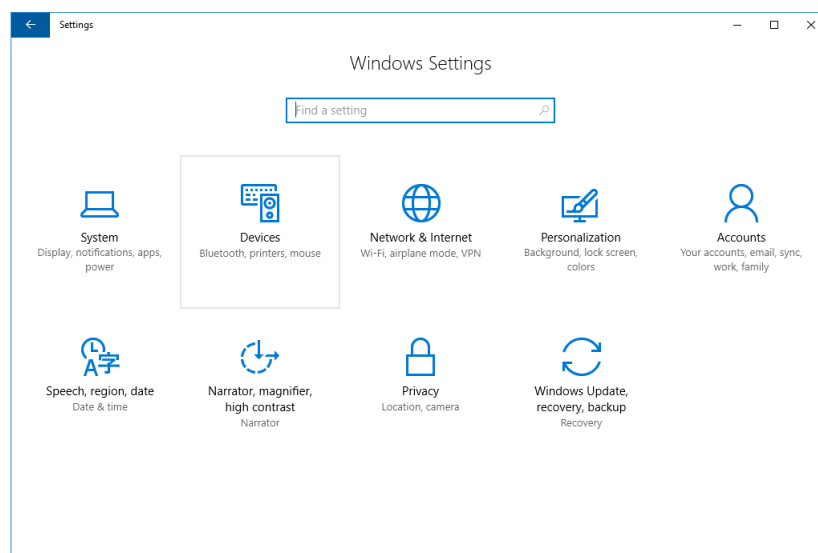 Settings
Windows Settings
Find a setting
System
Display, notifications, apps,
power
Devices
Bluetooth, printers, mouse
Network & Internet
Wi-Fi, airplane mode, VPN
Personalization
Background, lock screen,
colors
Accounts
Your accounts, email, sync,
work, family
A字
Speech, region, date
Date & time
Narrator, magnifier,
high contrast
Narrator
Privacy
Location, camera
Windows Update,
recovery, backup
Recovery